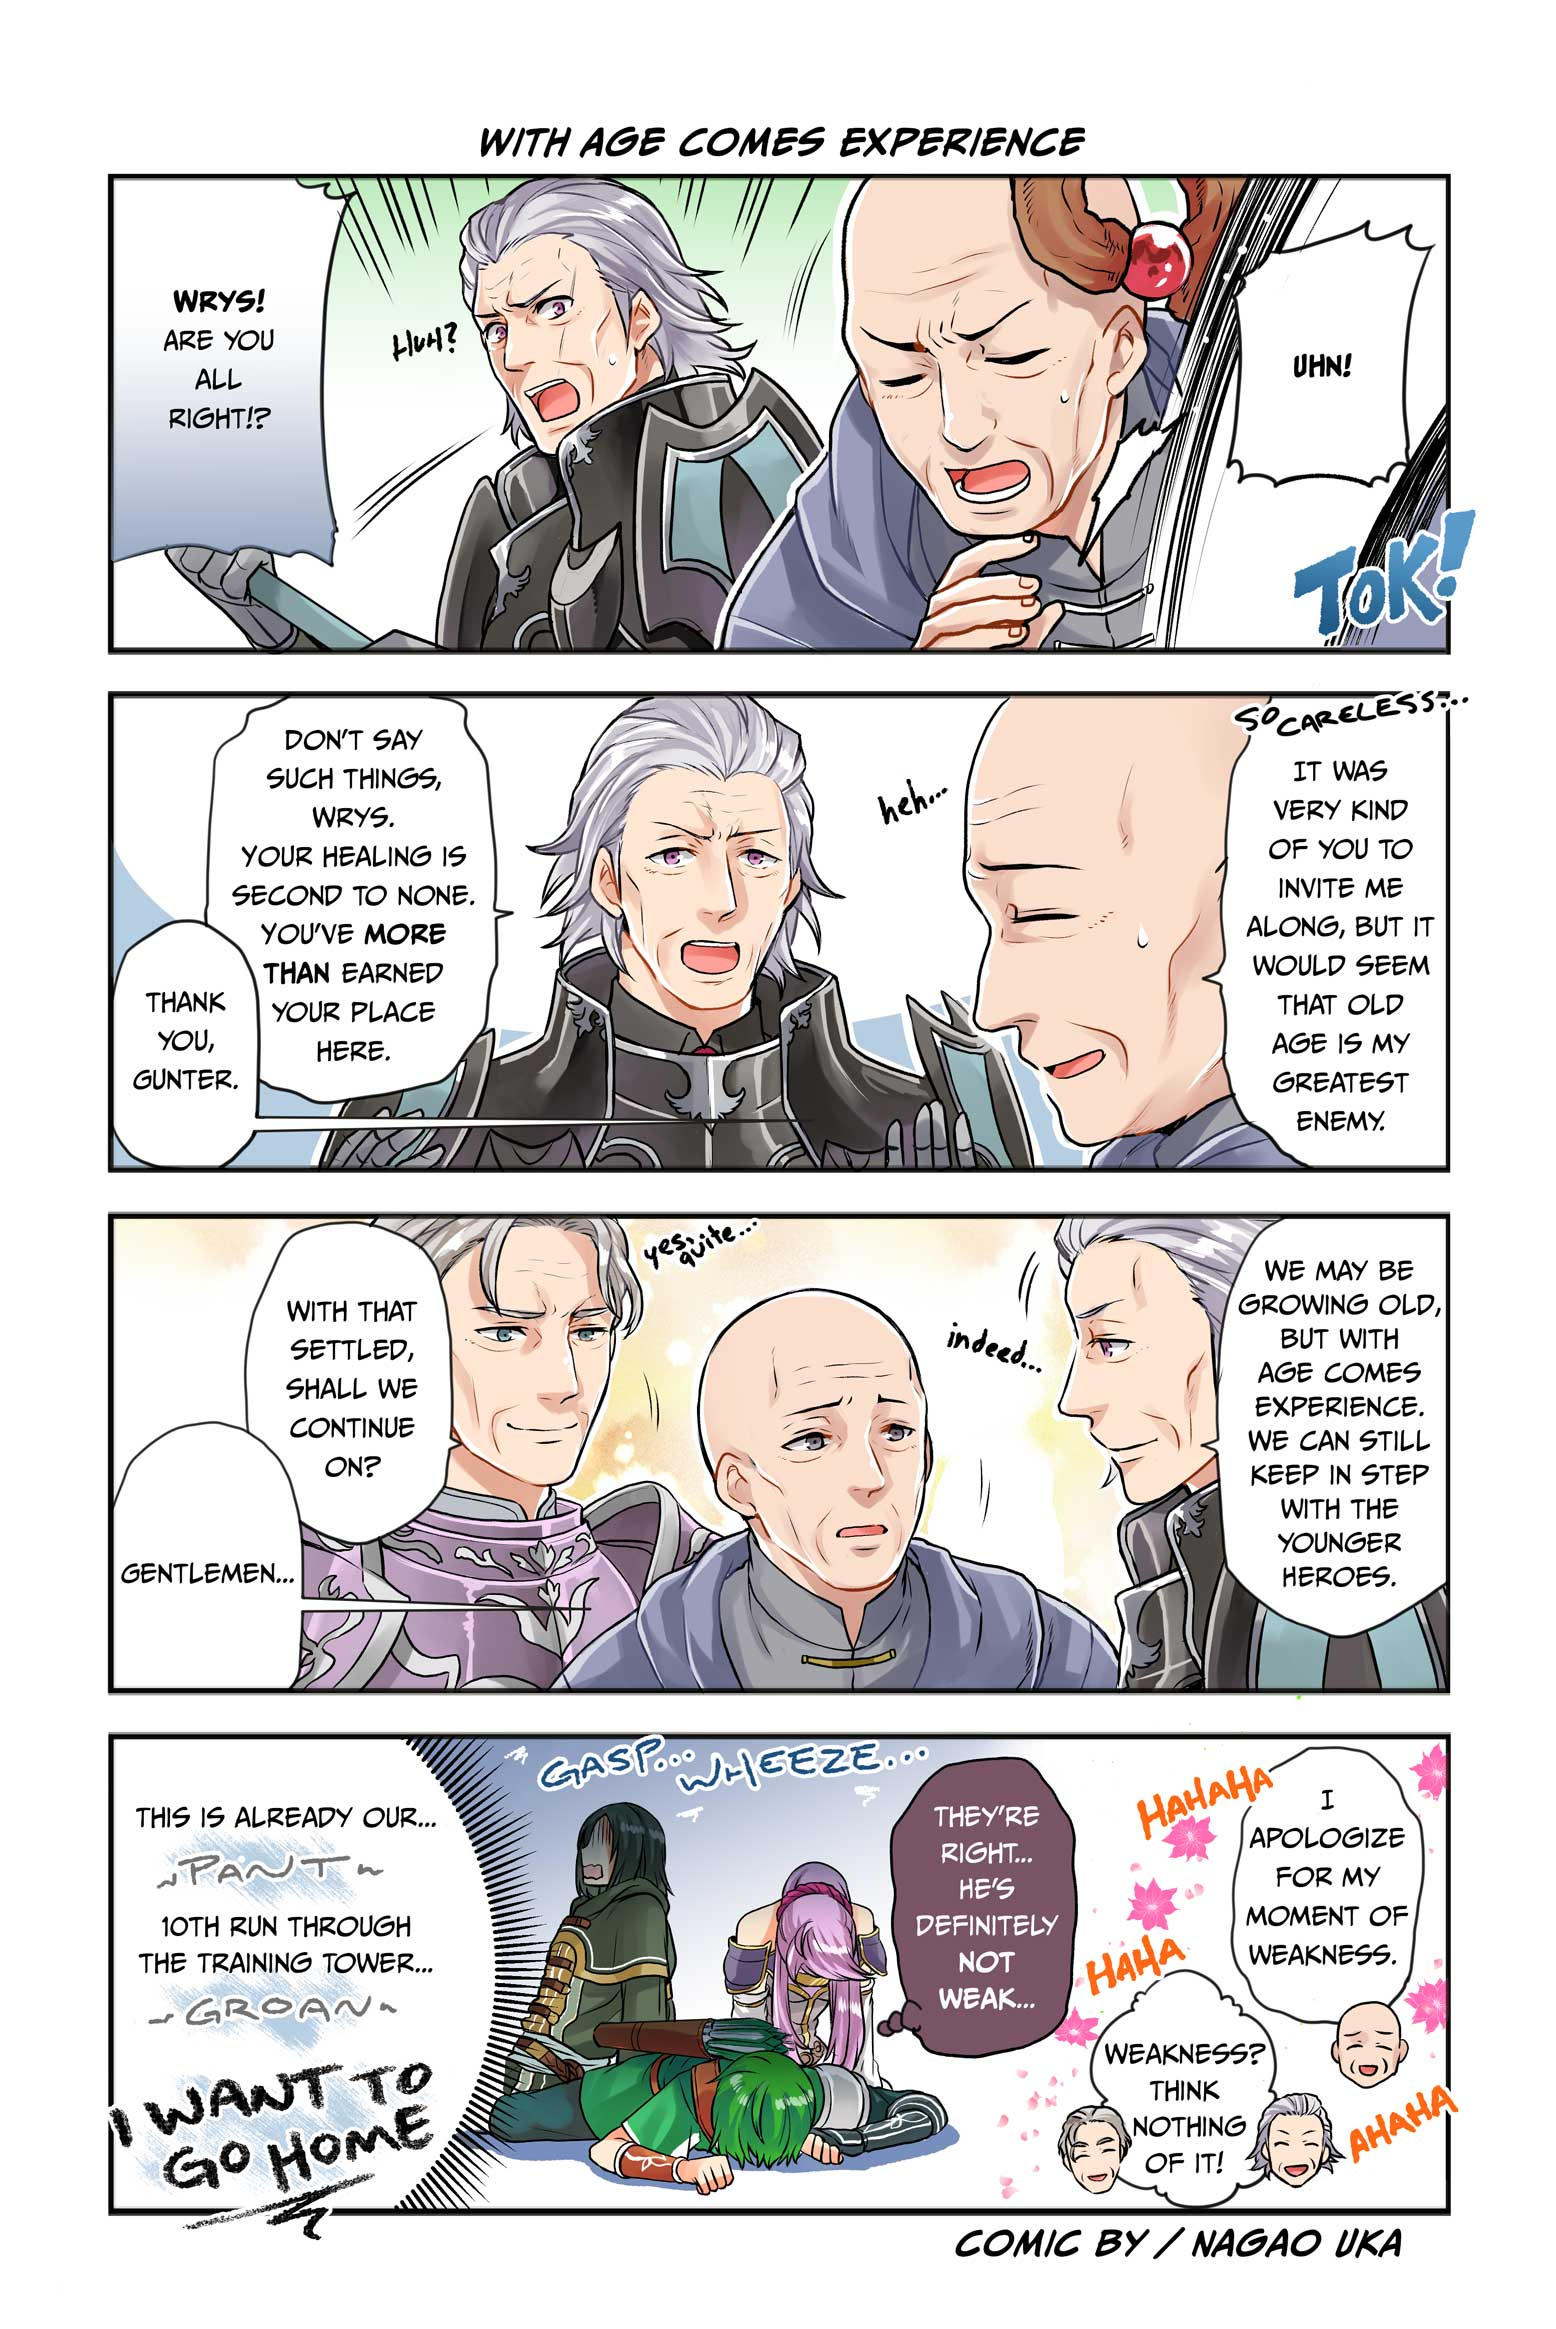 WITH AGE COMES EXPERIENCE
UHN!
TOK!
HUH?
WRYS!
ARE YOU
ALL
RIGHT!?
SO CARELESS...
IT WAS
VERY KIND
OF YOU TO
INVITE ME
ALONG, BUT IT
WOULD SEEM
THAT OLD
AGE IS MY
GREATEST
ENEMY.
heh...
DON'T SAY
SUCH THINGS,
WRYS.
YOUR HEALING IS
SECOND TO NONE.
YOU'VE MORE
THAN EARNED
YOUR PLACE
HERE.
THANK
YOU,
GUNTER.
WE MAY BE
GROWING OLD,
BUT WITH
AGE COMES
EXPERIENCE.
WE CAN STILL
KEEP IN STEP
WITH THE
YOUNGER
HEROES.
indeed...
yes,
quite...
WITH THAT
SETTLED,
SHALL WE
CONTINUE
ON?
GENTLEMEN...
I
APOLOGIZE
FOR MY
MOMENT OF
WEAKNESS.
HAHAHA
HAHA
WEAKNESS?
THINK
NOTHING
OF IT!
AHAHA
THEY'RE
RIGHT...
HE'S
DEFINITELY
NOT
WEAK...
GASP... WHEEZE...
THIS IS ALREADY OUR...
~PANT~
10TH RUN THROUGH
THE TRAINING TOWER...
~GROAN~
I WANT TO
GO HOME
COMIC BY / NAGAO UKA